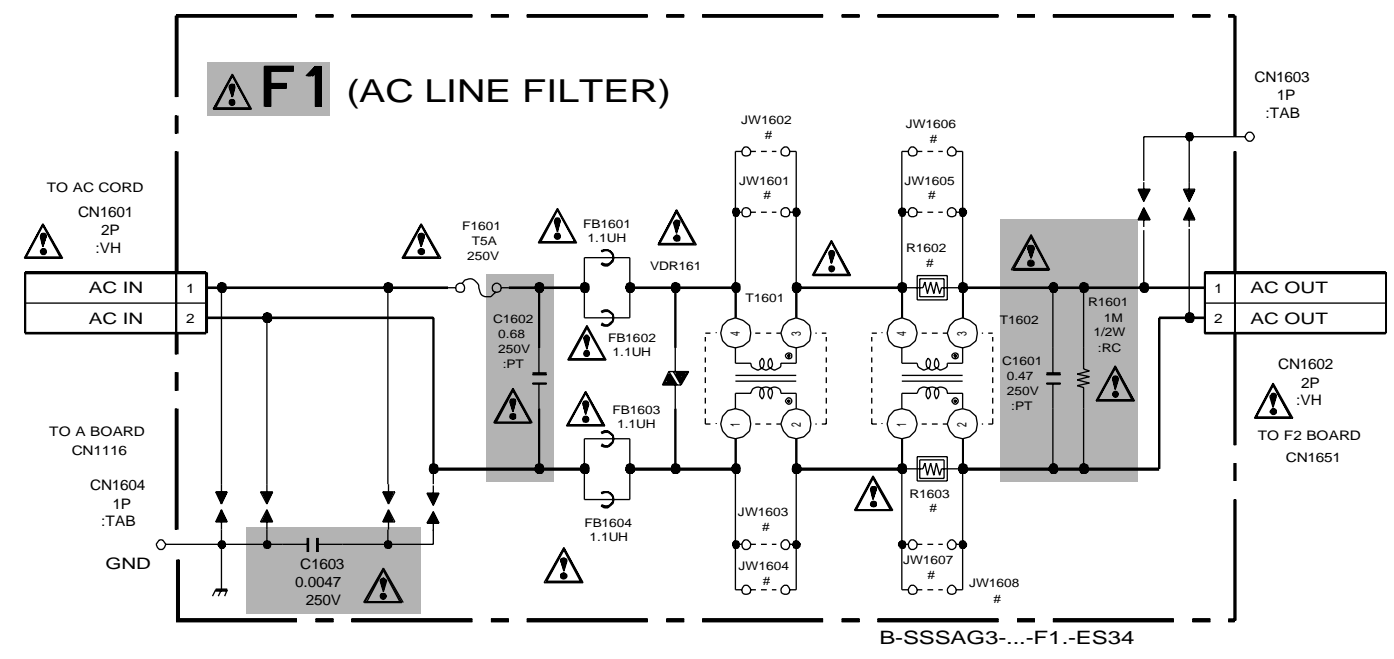 F1 (AC LINE FILTER)
CN1603
1P
:TAB
JW1602
#
JW1606
#
TO AC CORD
CN1601
2P
:VH
JW1601
#
JW1605
#
F1601
T5A
250V
FB1601
1.1UH
VDR161
R1602
#
AC IN 1
AC IN 2
1 AC OUT
2 AC OUT
C1602
0.68
250V
:PT
FB1602
1.1UH
T1601
4 3
1 2
T1602
4 3
1 2
R1601
1M
1/2W
:RC
C1601
0.47
250V
:PT
CN1602
2P
:VH
TO F2 BOARD
CN1651
FB1603
1.1UH
TO A BOARD
CN1116
CN1604
1P
:TAB
GND
R1603
#
FB1604
1.1UH
JW1603
#
JW1604
#
JW1607
#
JW1608
#
C1603
0.0047
250V
B-SSSAG3-...-F1.-ES34